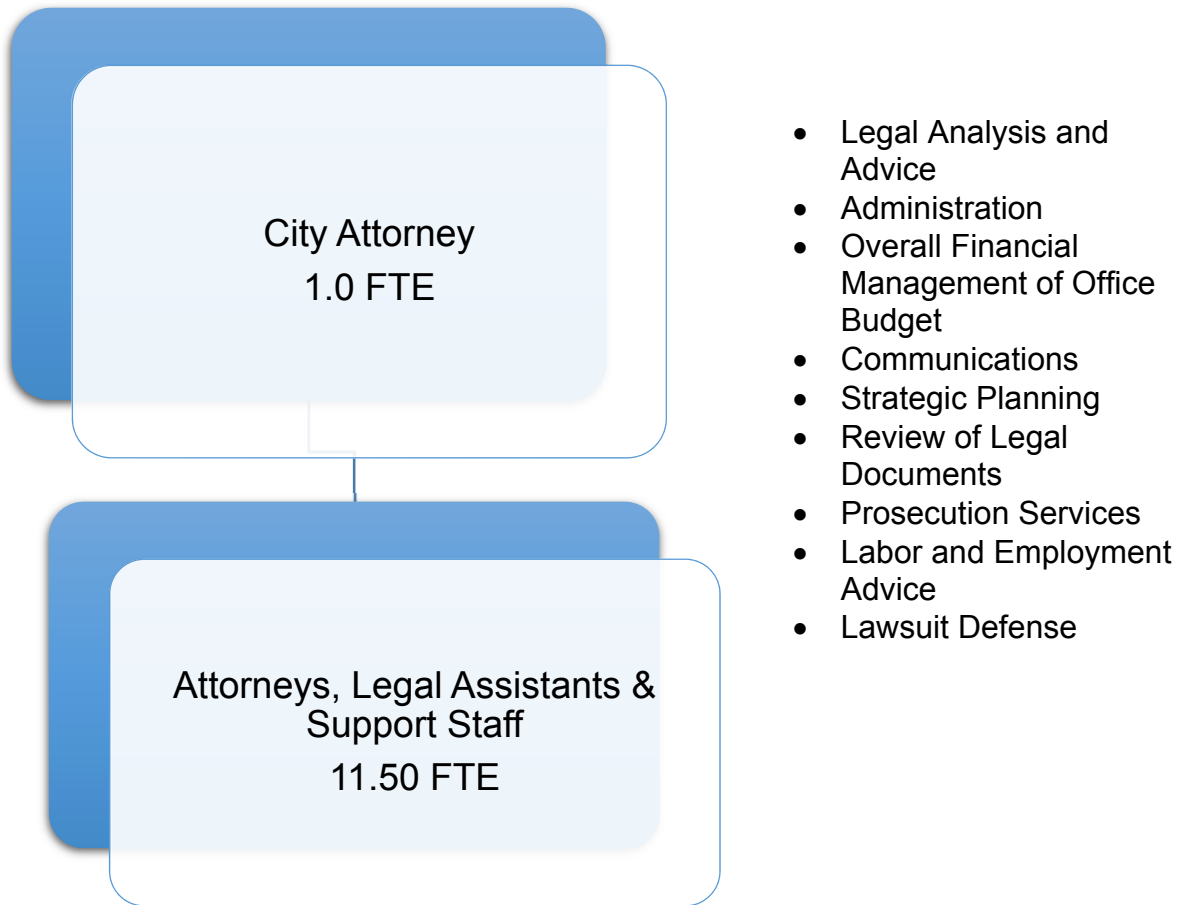 City Attorney
1.0 FTE
Attorneys, Legal Assistants &
Support Staff
11.50 FTE
• Legal Analysis and
Advice
• Administration
• Overall Financial
Management of Office
Budget
• Communications
• Strategic Planning
• Review of Legal
Documents
• Prosecution Services
• Labor and Employment
Advice
• Lawsuit Defense